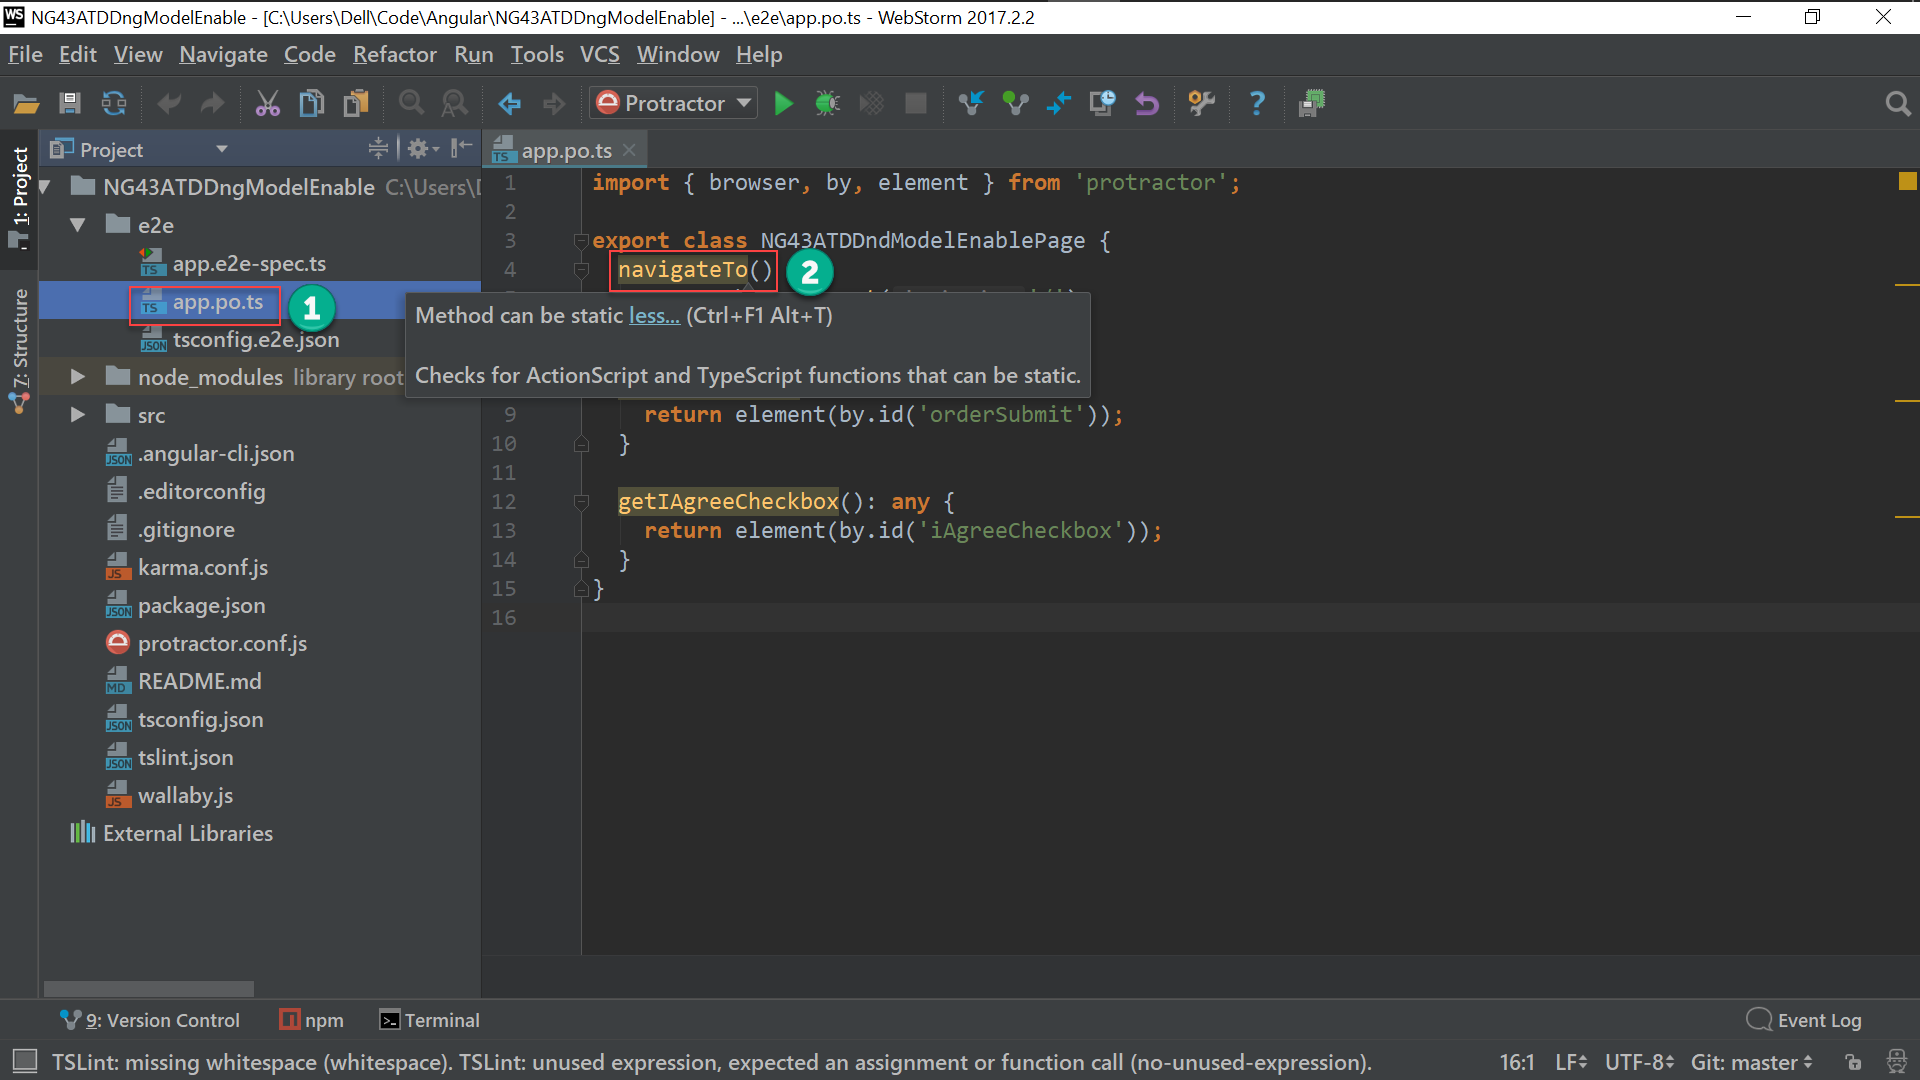 WS NG43ATDDngModelEnable - [C:\Users\Dell\Code\Angular\NG43ATDDngModelEnable] - ...\e2e\app.po.ts - WebStorm 2017.2.2
File Edit View Navigate Code Refactor Run Tools VCS Window Help
Protractor
1: Project
7: Structure
Project
NG43ATDDngModelEnable C:\Users\
e2e
app.e2e-spec.ts
app.po.ts
1
tsconfig.e2e.json
node_modules library root
src
.angular-cli.json
.editorconfig
.gitignore
karma.conf.js
package.json
protractor.conf.js
README.md
tsconfig.json
tslint.json
wallaby.js
External Libraries
app.po.ts
1 import { browser, by, element } from 'protractor';
2
3 export class NG43ATDDndModelEnablePage {
4 navigateTo()
2
Method can be static less... (Ctrl+F1 Alt+T)
Checks for ActionScript and TypeScript functions that can be static.
9 return element(by.id('orderSubmit'));
10 }
11
12 getIAgreeCheckbox(): any {
13 return element(by.id('iAgreeCheckbox'));
14 }
15 }
16
9: Version Control npm Terminal Event Log
TSLint: missing whitespace (whitespace). TSLint: unused expression, expected an assignment or function call (no-unused-expression). 16:1 LF UTF-8 Git: master